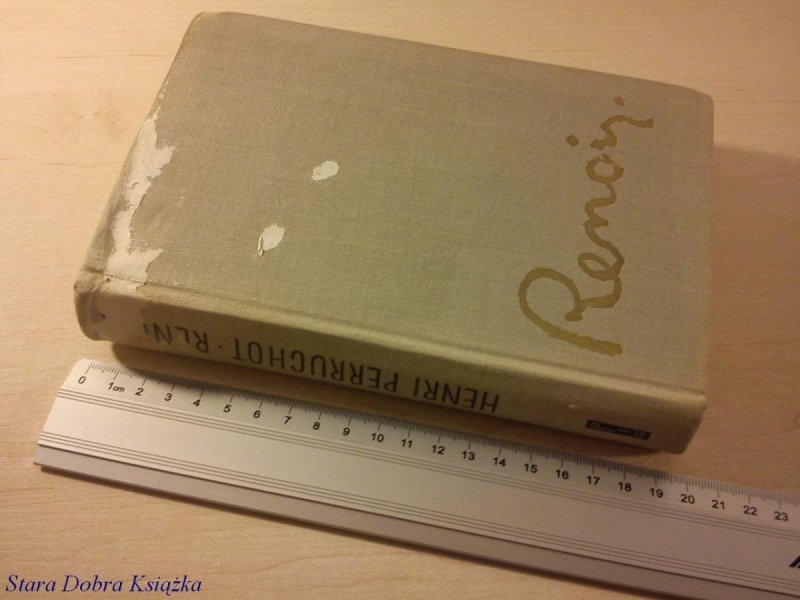 Renoir.
HENRI PERRUCHOT · REN
0 1cm 2 3 4 5 6 7 8 9 10 11 12 13 14 15 16 17 18 19 20 21 22 23
Stara Dobra Książka